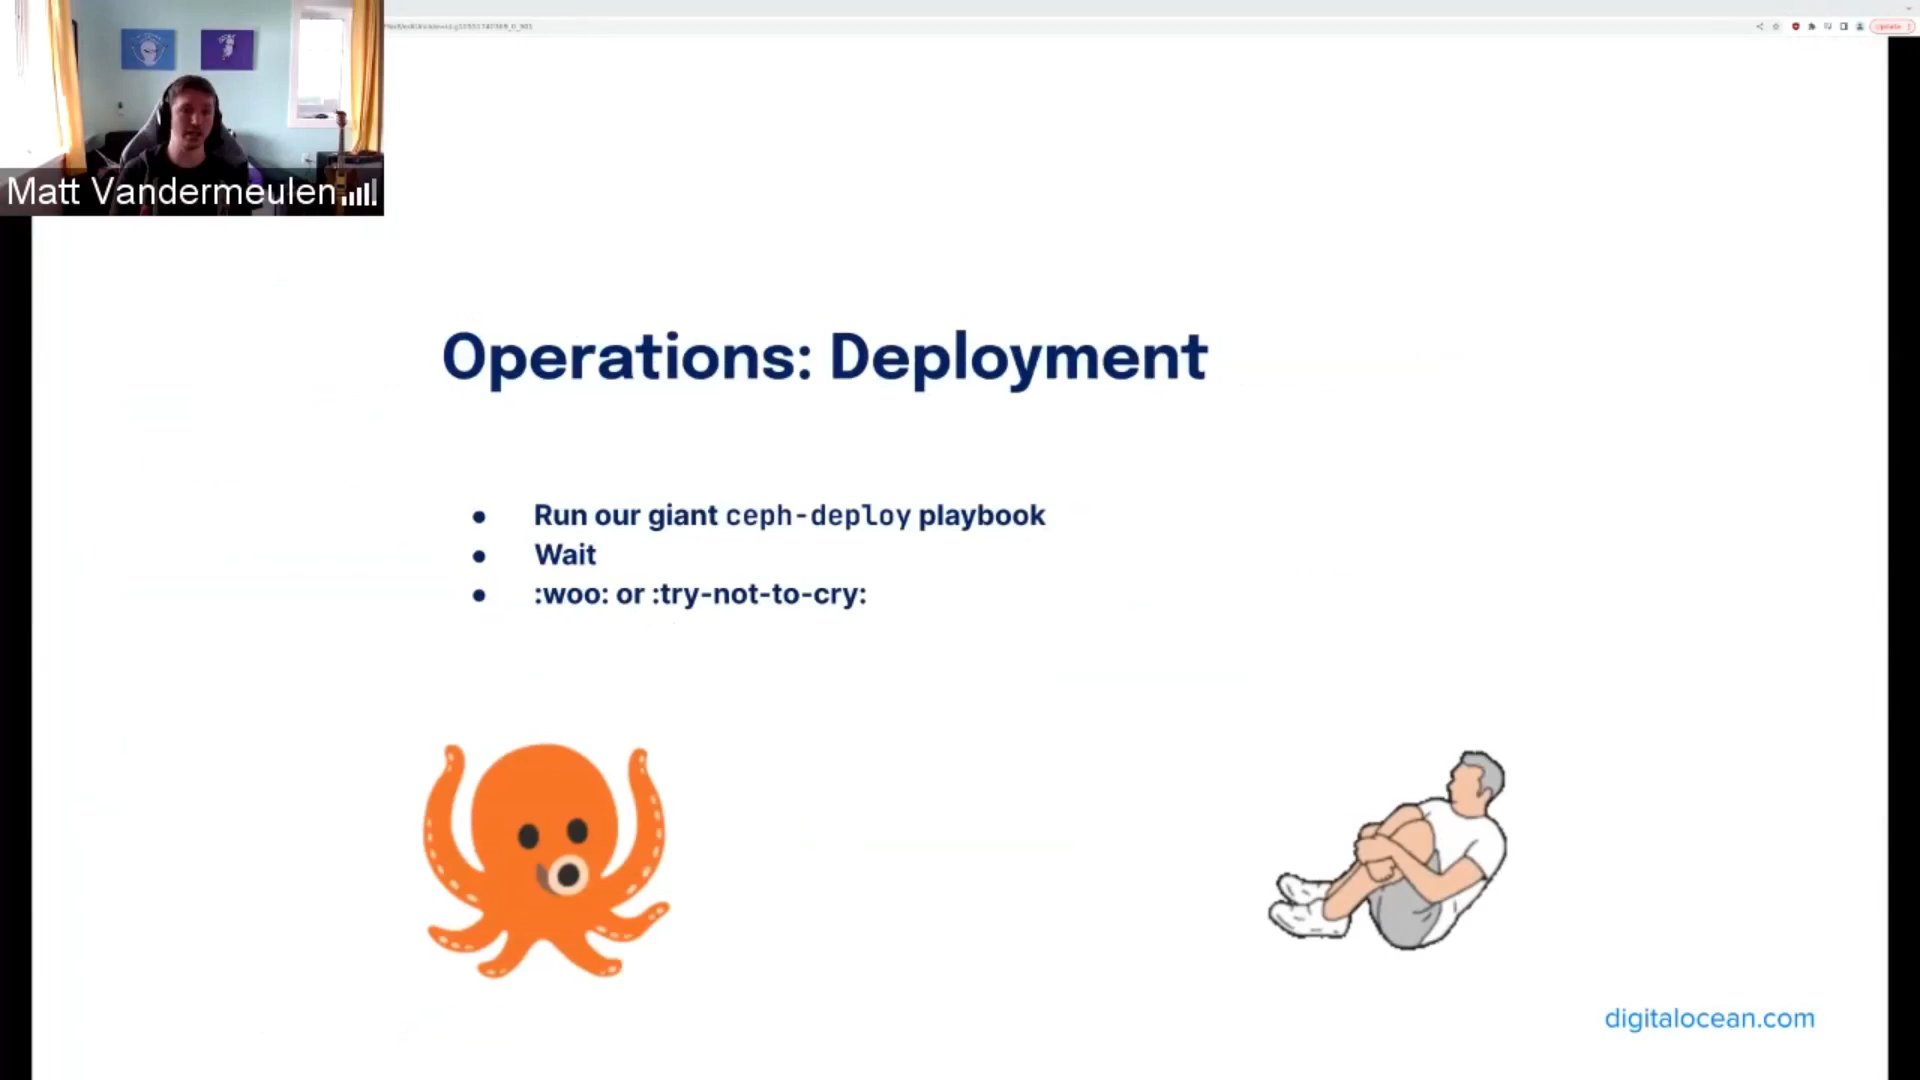 Update
Matt Vandermeulen
Operations: Deployment
● Run our giant ceph-deploy playbook
● Wait
● :woo: or :try-not-to-cry:
digitalocean.com